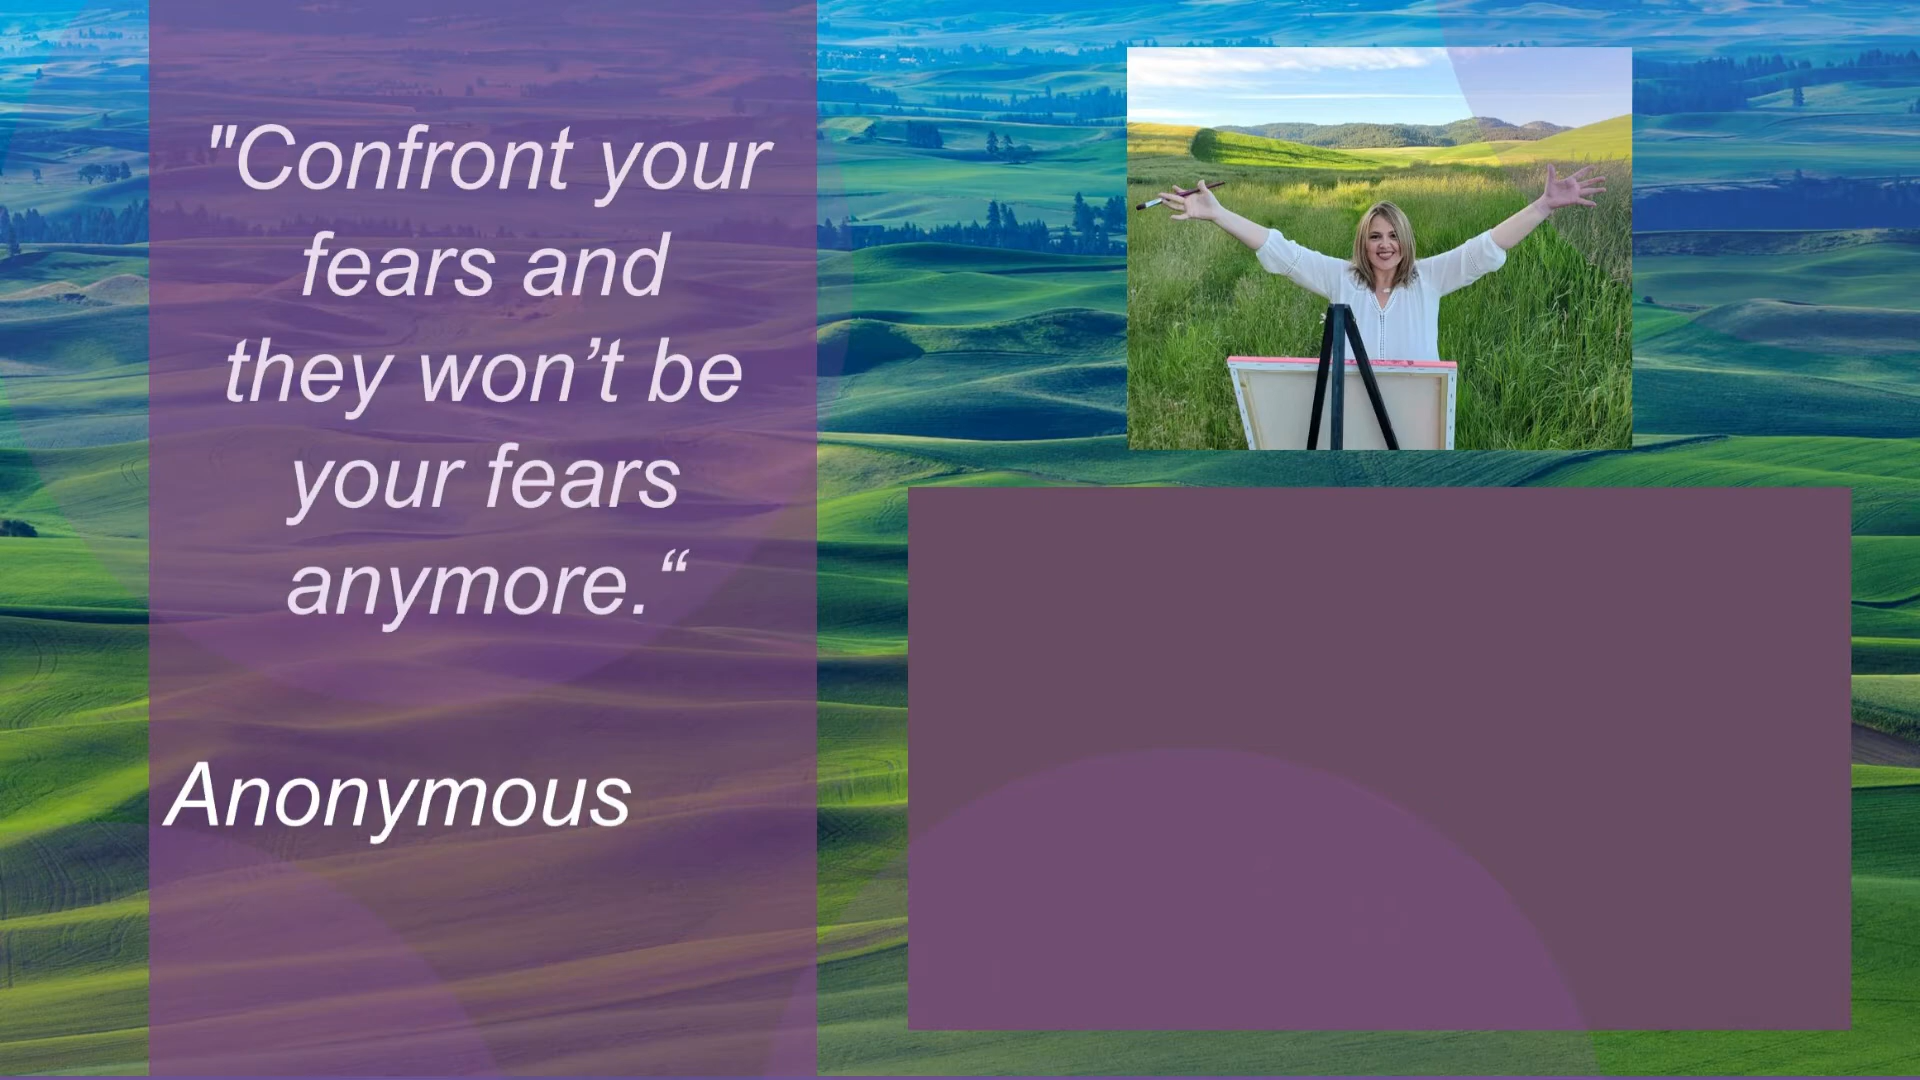 "Confront your
fears and
they won’t be
your fears
anymore.“
Anonymous